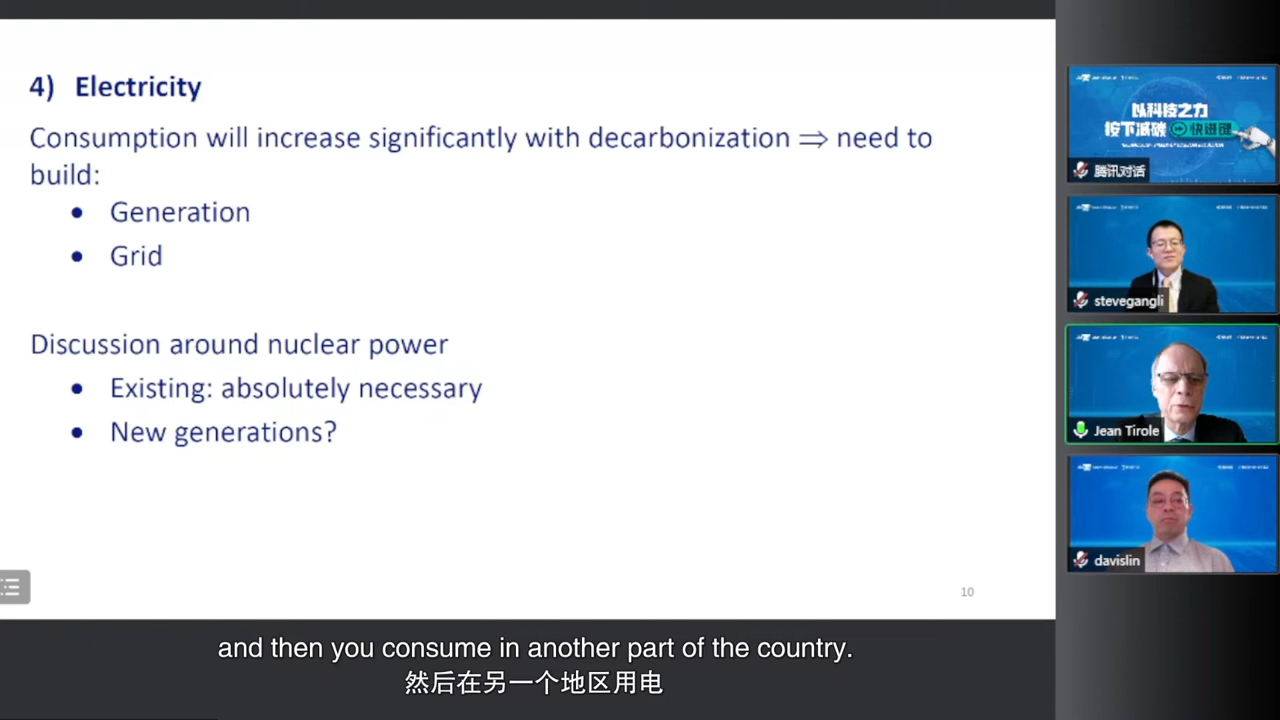 4) Electricity
Consumption will increase significantly with decarbonization ⇒ need to
build:
• Generation
• Grid
Discussion around nuclear power
• Existing: absolutely necessary
• New generations?
10
以科技之力
按下减碳 快进键
腾讯对话
stevegangli
Jean Tirole
davislin
and then you consume in another part of the country.
然后在另一个地区用电